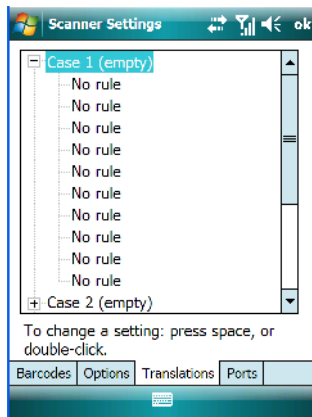 Scanner Settings ok
Case 1 (empty)
No rule
No rule
No rule
No rule
No rule
No rule
No rule
No rule
No rule
No rule
Case 2 (empty)
To change a setting: press space, or
double-click.
Barcodes Options Translations Ports